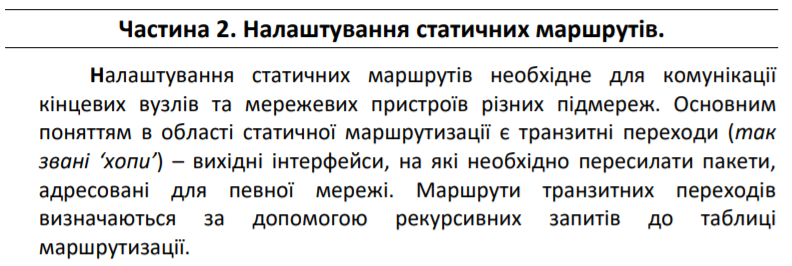 Частина 2. Налаштування статичних маршрутів.
Налаштування статичних маршрутів необхідне для комунікації
кінцевих вузлів та мережевих пристроїв різних підмереж. Основним
поняттям в області статичної маршрутизації є транзитні переходи (так
звані ‘хопи’) – вихідні інтерфейси, на які необхідно пересилати пакети,
адресовані для певної мережі. Маршрути транзитних переходів
визначаються за допомогою рекурсивних запитів до таблиці
маршрутизації.